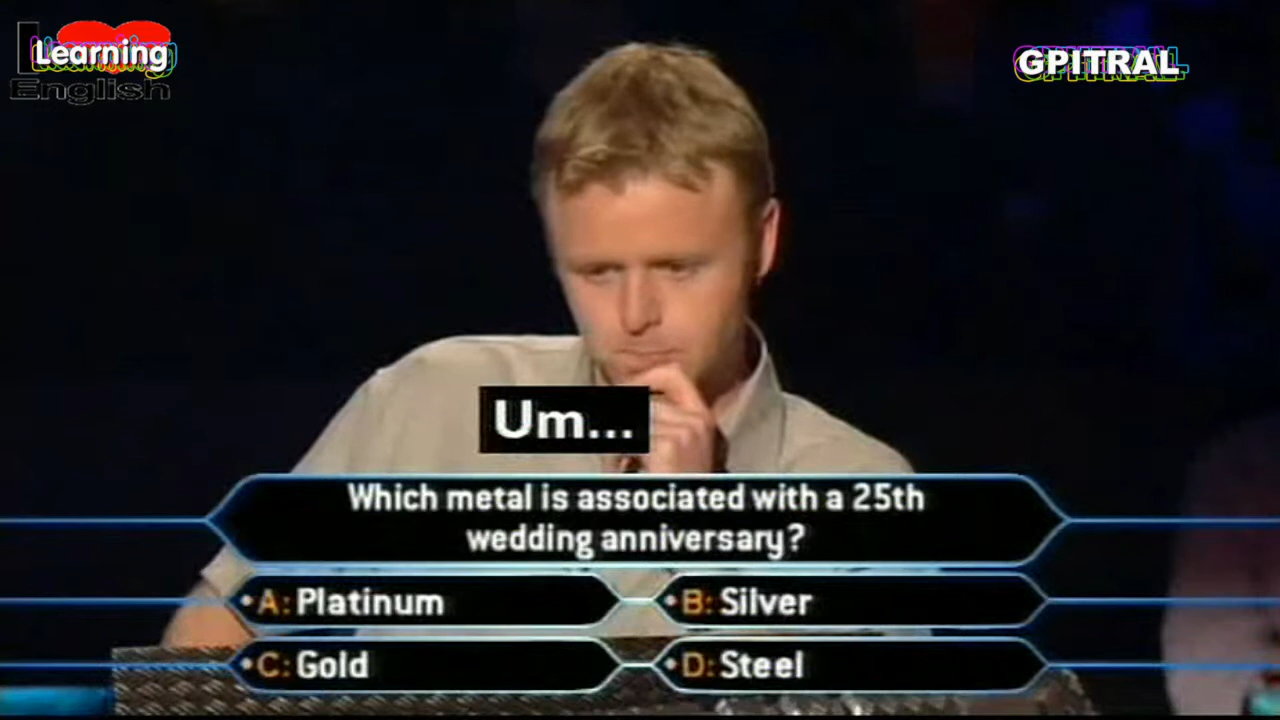 I
Learning
English
GPITRAL
Um...
Which metal is associated with a 25th
wedding anniversary?
A: Platinum
B: Silver
C: Gold
D: Steel